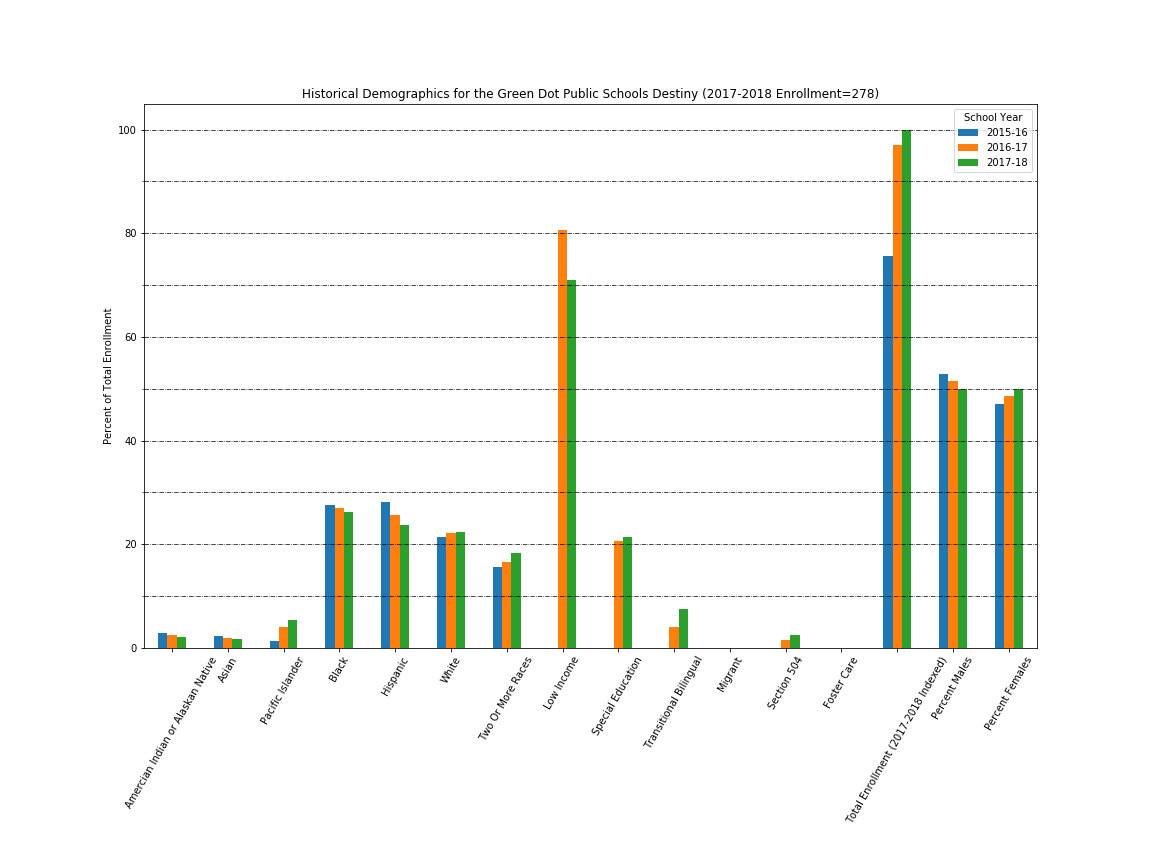 Historical Demographics for the Green Dot Public Schools Destiny (2017-2018 Enrollment=278)
School Year
2015-16
2016-17
2017-18
Percent of Total Enrollment
100
80
60
40
20
0
Amercian Indian or Alaskan Native
Asian
Pacific Islander
Black
Hispanic
White
Two Or More Races
Low Income
Special Education
Transitional Bilingual
Migrant
Section 504
Foster Care
Total Enrollment (2017-2018 Indexed)
Percent Males
Percent Females